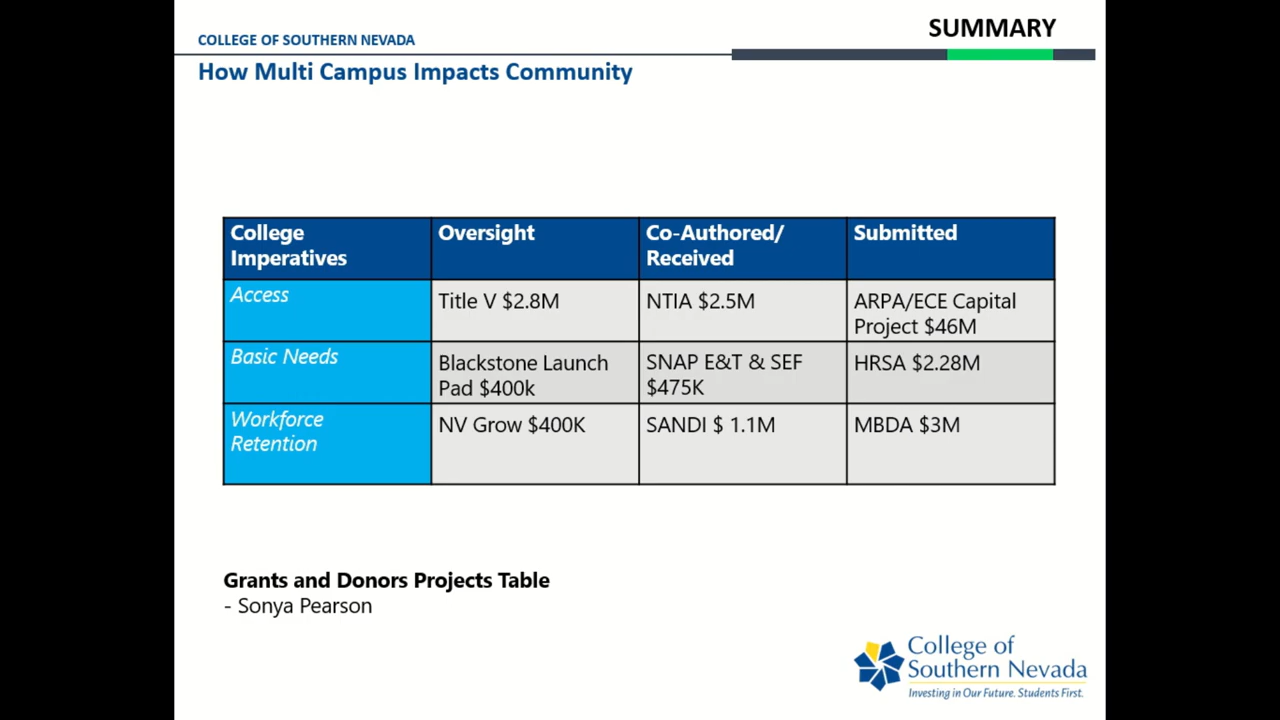 SUMMARY
COLLEGE OF SOUTHERN NEVADA
How Multi Campus Impacts Community
College
Imperatives
Oversight
Co-Authored/
Received
Submitted
Access
Title V $2.8M
NTIA $2.5M
ARPA/ECE Capital
Project $46M
Basic Needs
Blackstone Launch
Pad $400k
SNAP E&T & SEF
$475K
HRSA $2.28M
Workforce
Retention
NV Grow $400K
SANDI $ 1.1M
MBDA $3M
Grants and Donors Projects Table
- Sonya Pearson
College of
Southern Nevada
Investing in Our Future. Students First.